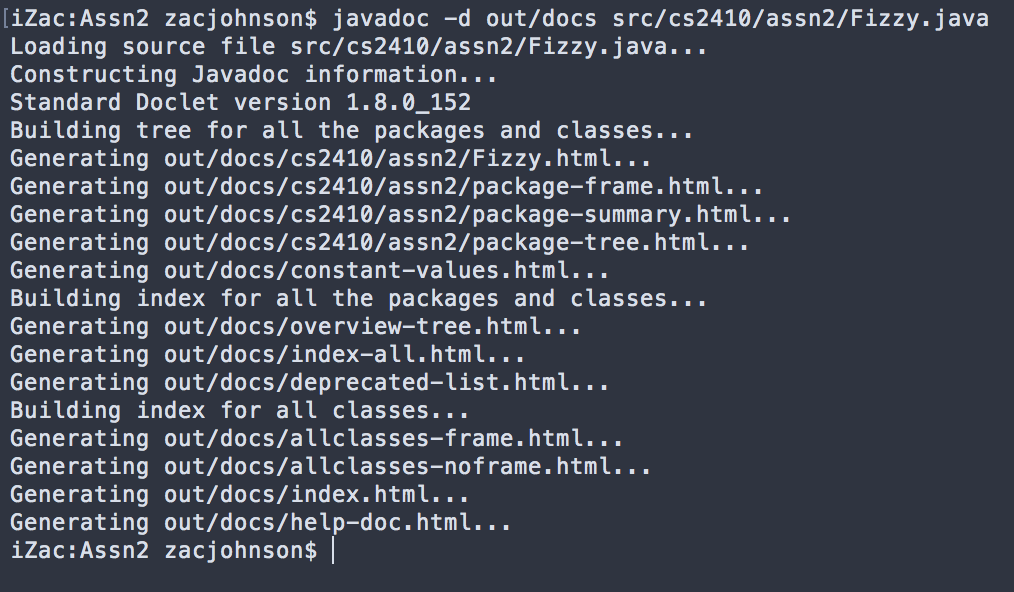 [iZac:Assn2 zacjohnson$ javadoc -d out/docs src/cs2410/assn2/Fizzy.java
Loading source file src/cs2410/assn2/Fizzy.java...
Constructing Javadoc information...
Standard Doclet version 1.8.0_152
Building tree for all the packages and classes...
Generating out/docs/cs2410/assn2/Fizzy.html...
Generating out/docs/cs2410/assn2/package-frame.html...
Generating out/docs/cs2410/assn2/package-summary.html...
Generating out/docs/cs2410/assn2/package-tree.html...
Generating out/docs/constant-values.html...
Building index for all the packages and classes...
Generating out/docs/overview-tree.html...
Generating out/docs/index-all.html...
Generating out/docs/deprecated-list.html...
Building index for all classes...
Generating out/docs/allclasses-frame.html...
Generating out/docs/allclasses-noframe.html...
Generating out/docs/index.html...
Generating out/docs/help-doc.html...
iZac:Assn2 zacjohnson$